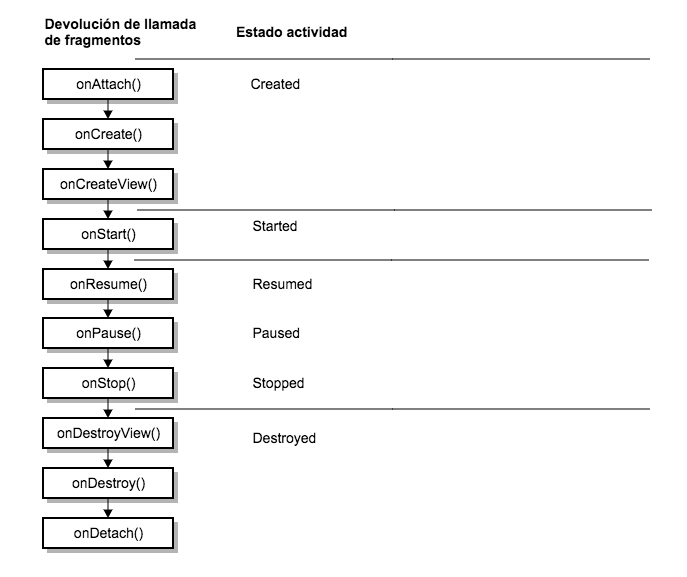 Devolución de llamada
de fragmentos
Estado actividad
onAttach()
Created
onCreate()
onCreateView()
onStart()
Started
onResume()
Resumed
onPause()
Paused
onStop()
Stopped
onDestroyView()
Destroyed
onDestroy()
onDetach()